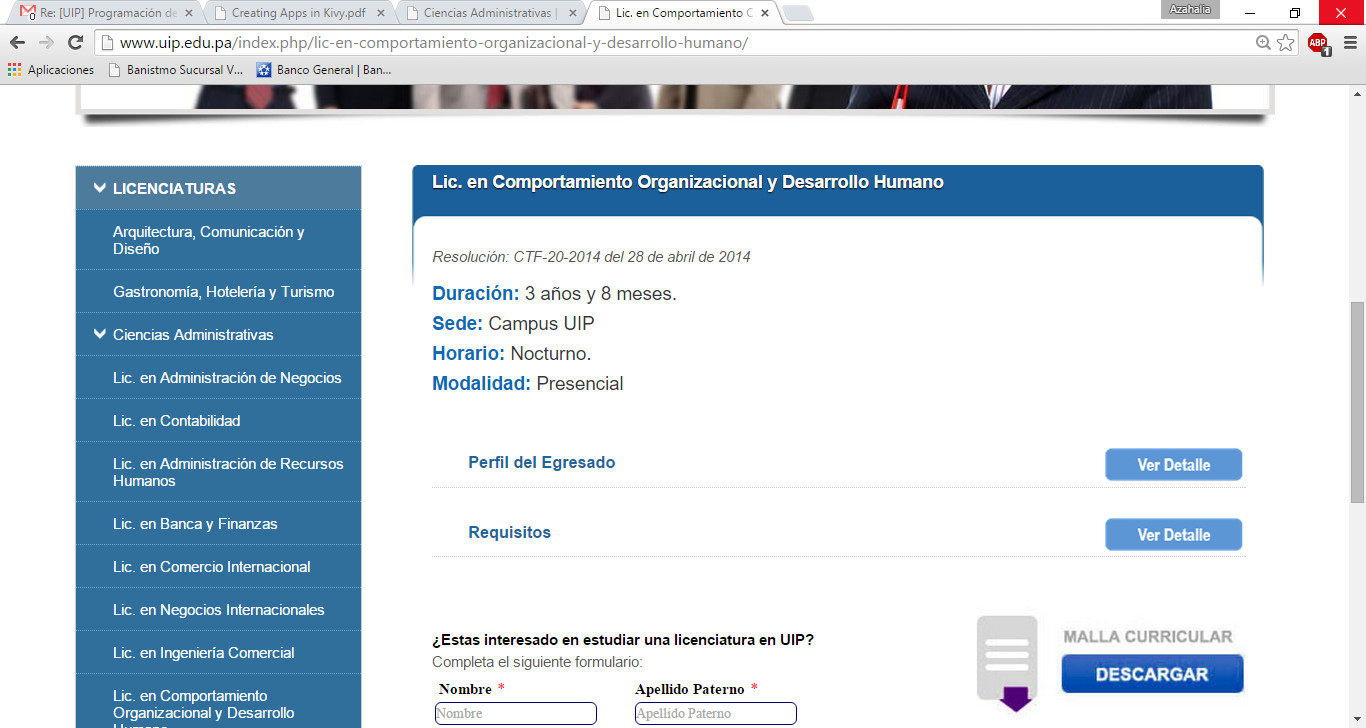 Re: [UIP] Programación de
Creating Apps in Kivy.pdf
Ciencias Administrativas |
Lic. en Comportamiento C
Azahalia
www.uip.edu.pa/index.php/lic-en-comportamiento-organizacional-y-desarrollo-humano/
ABP
1
Aplicaciones
Banistmo Sucursal V...
Banco General | Ban...
LICENCIATURAS
Arquitectura, Comunicación y
Diseño
Gastronomía, Hotelería y Turismo
Ciencias Administrativas
Lic. en Administración de Negocios
Lic. en Contabilidad
Lic. en Administración de Recursos
Humanos
Lic. en Banca y Finanzas
Lic. en Comercio Internacional
Lic. en Negocios Internacionales
Lic. en Ingeniería Comercial
Lic. en Comportamiento
Organizacional y Desarrollo
Humano
Lic. en Comportamiento Organizacional y Desarrollo Humano
Resolución: CTF-20-2014 del 28 de abril de 2014
Duración: 3 años y 8 meses.
Sede: Campus UIP
Horario: Nocturno.
Modalidad: Presencial
Perfil del Egresado
Ver Detalle
Requisitos
Ver Detalle
¿Estas interesado en estudiar una licenciatura en UIP?
Completa el siguiente formulario:
Nombre *
Apellido Paterno *
Nombre
Apellido Paterno
MALLA CURRICULAR
DESCARGAR